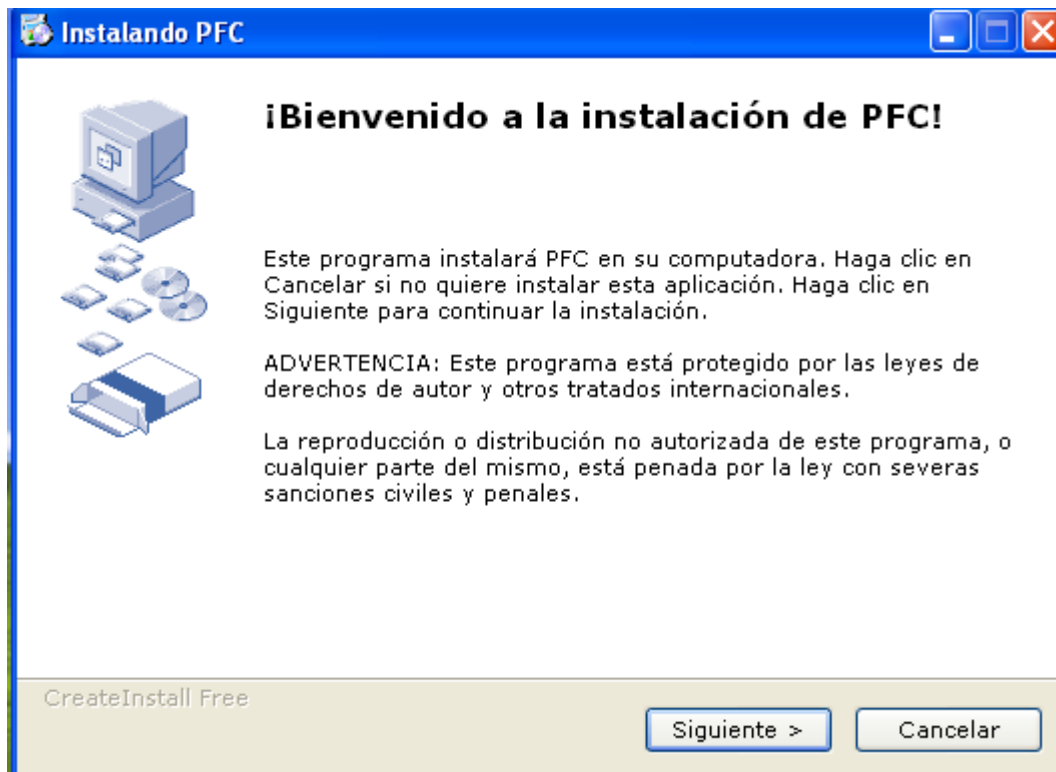 Instalando PFC
¡Bienvenido a la instalación de PFC!
Este programa instalará PFC en su computadora. Haga clic en
Cancelar si no quiere instalar esta aplicación. Haga clic en
Siguiente para continuar la instalación.
ADVERTENCIA: Este programa está protegido por las leyes de
derechos de autor y otros tratados internacionales.
La reproducción o distribución no autorizada de este programa, o
cualquier parte del mismo, está penada por la ley con severas
sanciones civiles y penales.
CreateInstall Free
Siguiente >
Cancelar